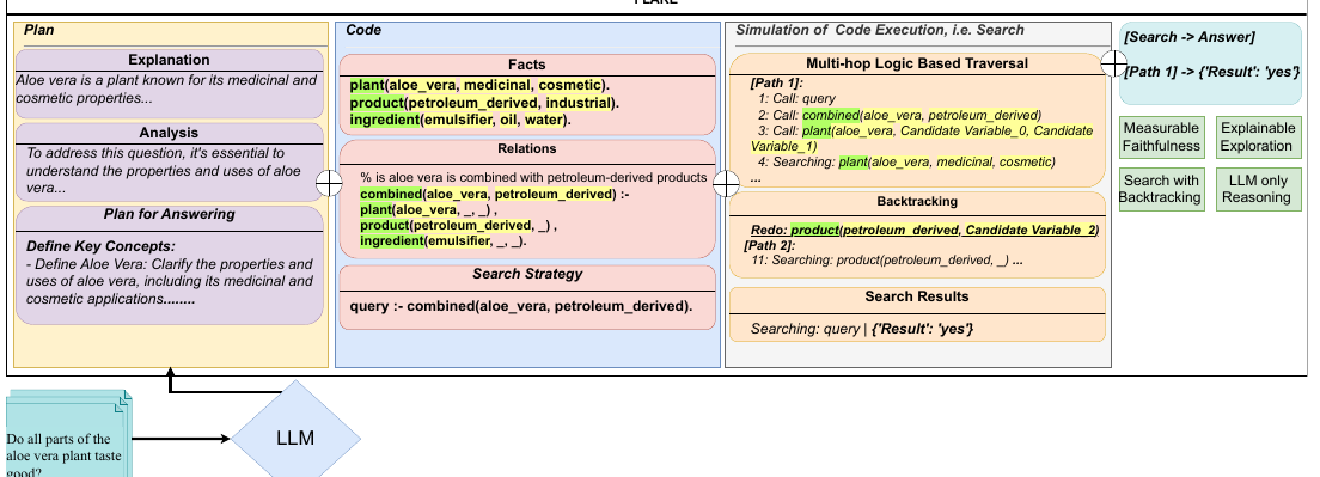 Plan
Explanation
Aloe vera is a plant known for its medicinal and
cosmetic properties...
Analysis
To address this question, it's essential to
understand the properties and uses of aloe
vera...
Plan for Answering
Define Key Concepts:
- Define Aloe Vera: Clarify the properties and
uses of aloe vera, including its medicinal and
cosmetic applications........
Code
Facts
plant(aloe_vera, medicinal, cosmetic).
product(petroleum_derived, industrial).
ingredient(emulsifier, oil, water).
Relations
% is aloe vera is combined with petroleum-derived products
combined(aloe_vera, petroleum_derived) :-
plant(aloe_vera, _, _) ,
product(petroleum_derived, _) ,
ingredient(emulsifier, _, _).
Search Strategy
query :- combined(aloe_vera, petroleum_derived).
Simulation of Code Execution, i.e. Search
Multi-hop Logic Based Traversal
[Path 1]:
1: Call: query
2: Call: combined(aloe_vera, petroleum_derived)
3: Call: plant(aloe_vera, Candidate Variable_0, Candidate
Variable_1)
4: Searching: plant(aloe_vera, medicinal, cosmetic)
...
Backtracking
Redo: product(petroleum_derived, Candidate Variable_2)
[Path 2]:
11: Searching: product(petroleum_derived, _) ...
Search Results
Searching: query | {'Result': 'yes'}
[Search -> Answer]
[Path 1] -> {'Result': 'yes'}
Measurable
Faithfulness
Explainable
Exploration
Search with
Backtracking
LLM only
Reasoning
Do all parts of the
aloe vera plant taste
good?
LLM